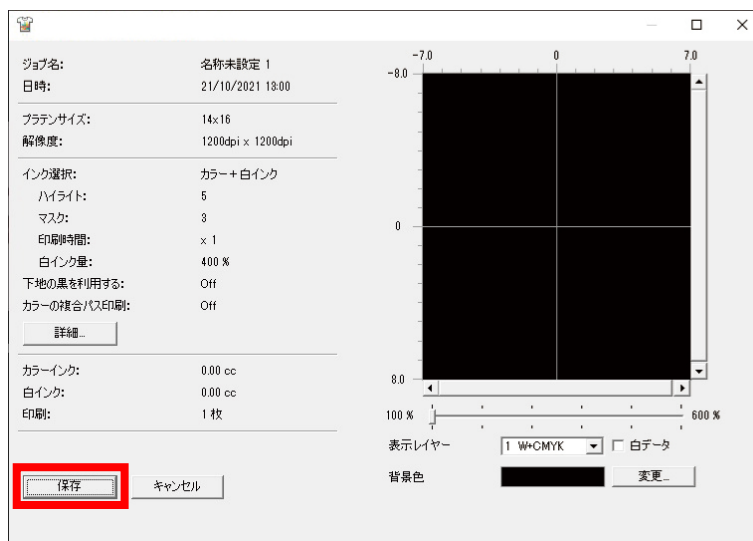 ジョブ名: 名称未設定 1
日時: 21/10/2021 13:00
プラテンサイズ: 14x16
解像度: 1200dpi x 1200dpi
インク選択: カラー+白インク
ハイライト: 5
マスク: 3
印刷時間: x 1
白インク量: 400 %
下地の黒を利用する: Off
カラーの複合パス印刷: Off
詳細...
カラーインク: 0.00 cc
白インク: 0.00 cc
印刷: 1 枚
保存 キャンセル
-7.0 0 7.0
-8.0
0
8.0
100 % 600 %
表示レイヤー 1 W+CMYK 白データ
背景色 変更...